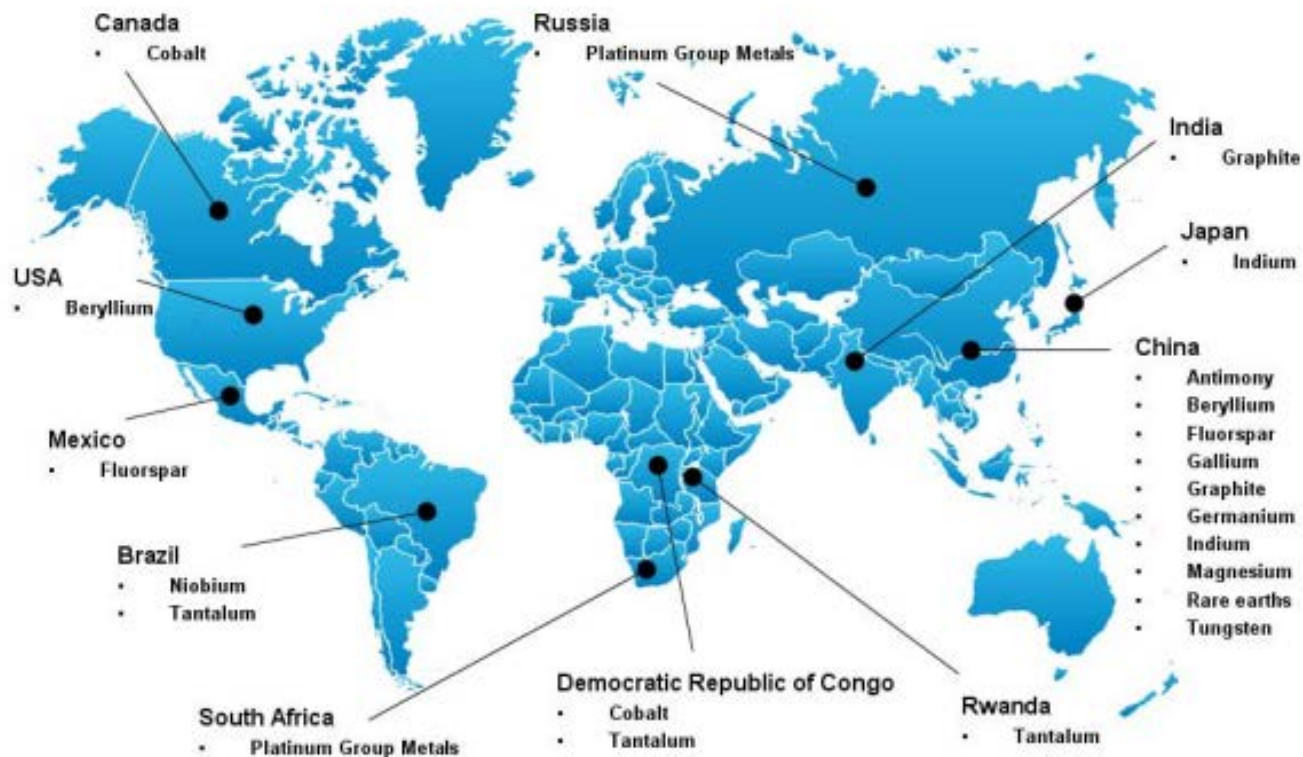 Canada
• Cobalt
Russia
• Platinum Group Metals
India
• Graphite
Japan
• Indium
USA
• Beryllium
China
• Antimony
• Beryllium
• Fluorspar
• Gallium
• Graphite
• Germanium
• Indium
• Magnesium
• Rare earths
• Tungsten
Mexico
• Fluorspar
Brazil
• Niobium
• Tantalum
South Africa
• Platinum Group Metals
Democratic Republic of Congo
• Cobalt
• Tantalum
Rwanda
• Tantalum